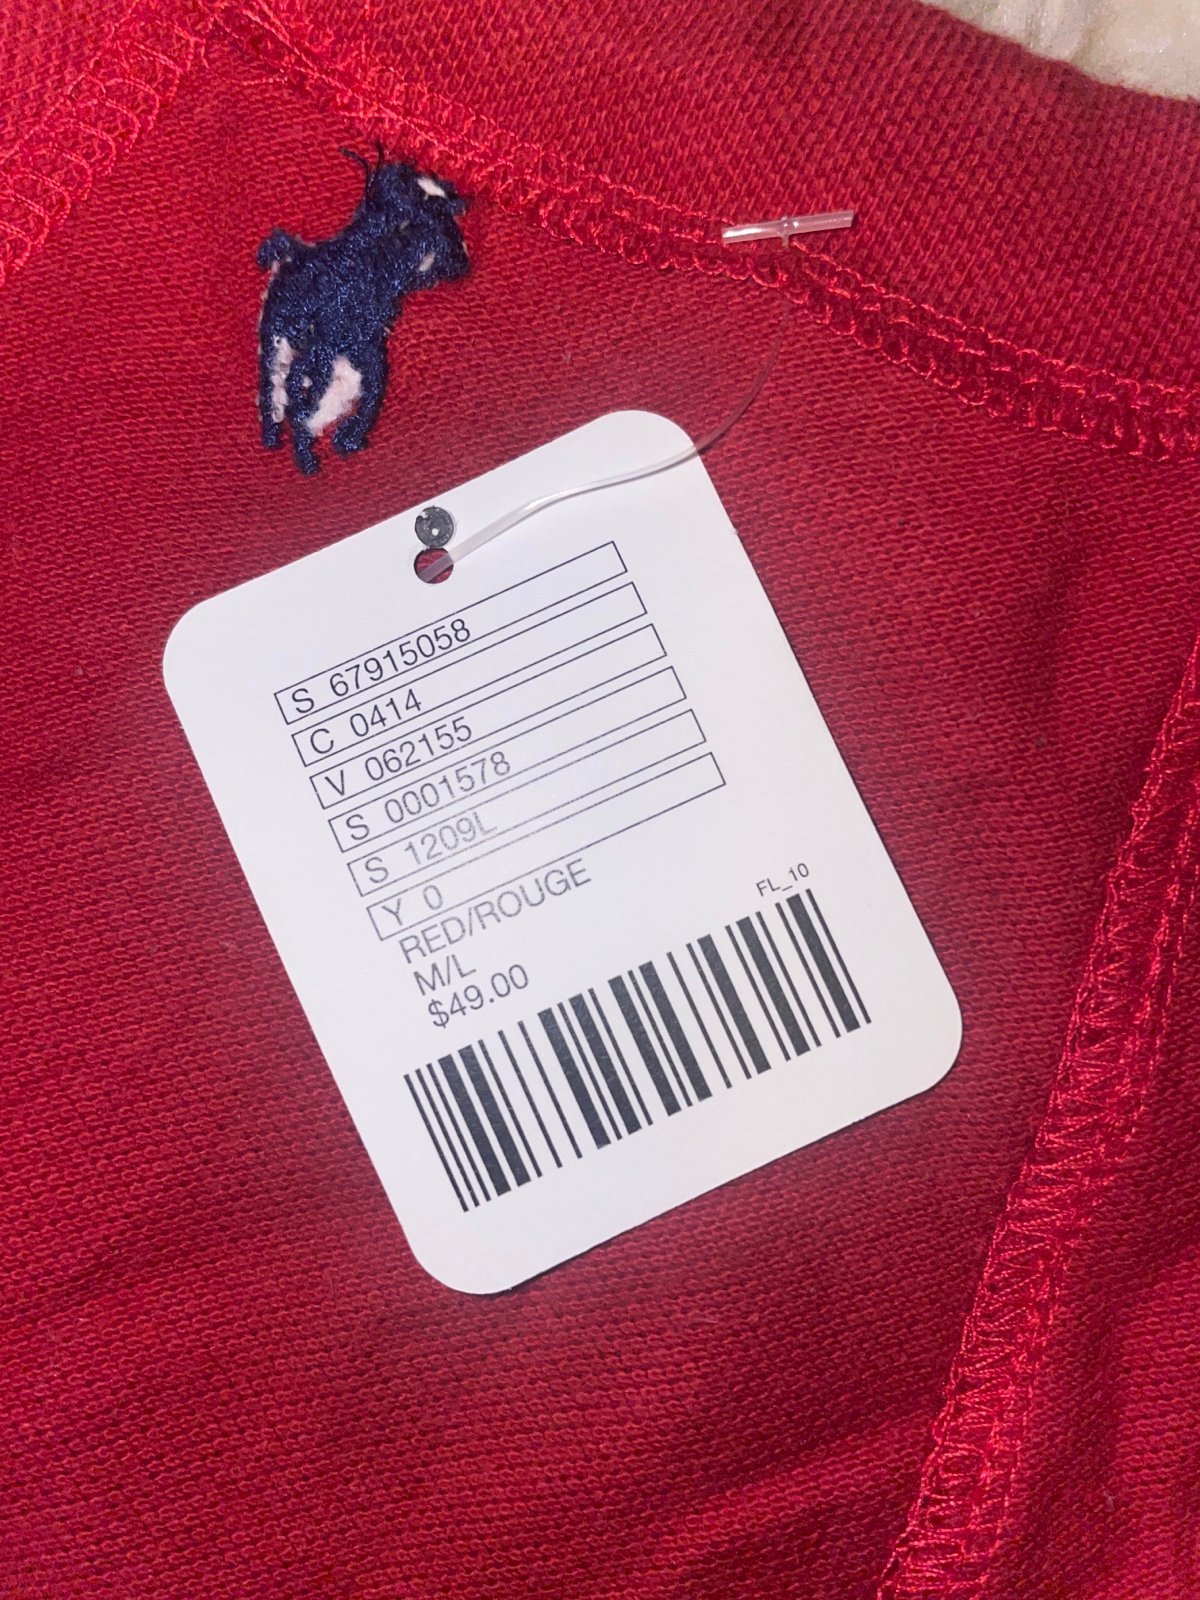 S 67915058
C 0414
V 062155
S 0001578
S 1209L
Y 0
RED/ROUGE
M/L
$49.00
FL_10